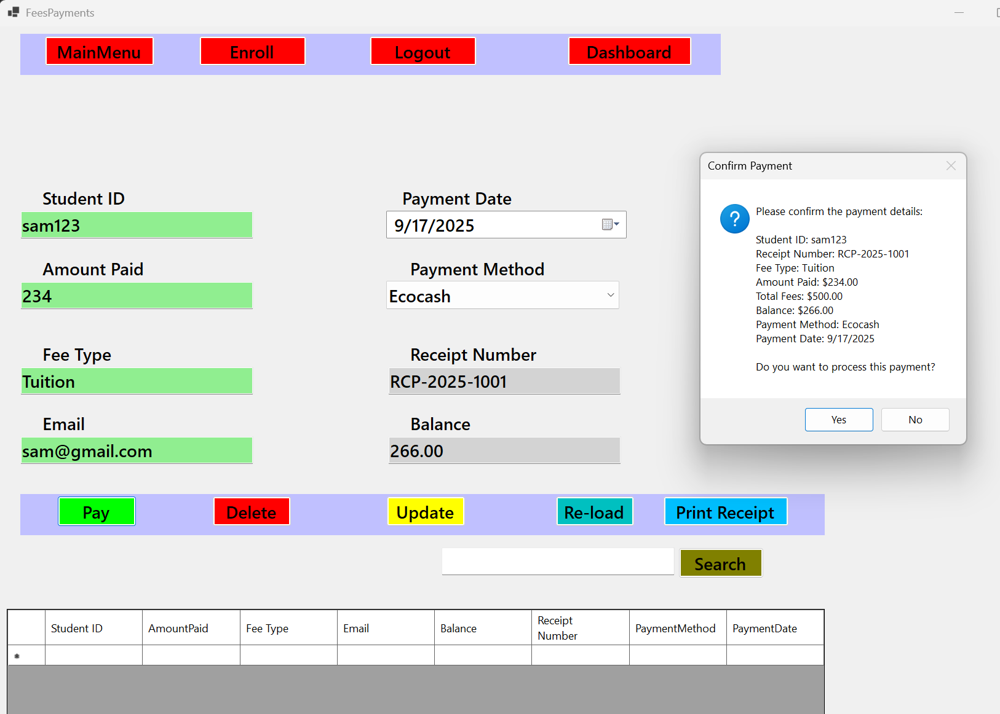 FeesPayments
MainMenu Enroll Logout Dashboard
Student ID
sam123
Payment Date
9/17/2025
Amount Paid
234
Payment Method
Ecocash
Fee Type
Tuition
Receipt Number
RCP-2025-1001
Email
sam@gmail.com
Balance
266.00
Confirm Payment
Please confirm the payment details:
Student ID: sam123
Receipt Number: RCP-2025-1001
Fee Type: Tuition
Amount Paid: $234.00
Total Fees: $500.00
Balance: $266.00
Payment Method: Ecocash
Payment Date: 9/17/2025
Do you want to process this payment?
Yes No
Pay Delete Update Re-load Print Receipt
Search
Student ID AmountPaid Fee Type Email Balance Receipt Number PaymentMethod PaymentDate